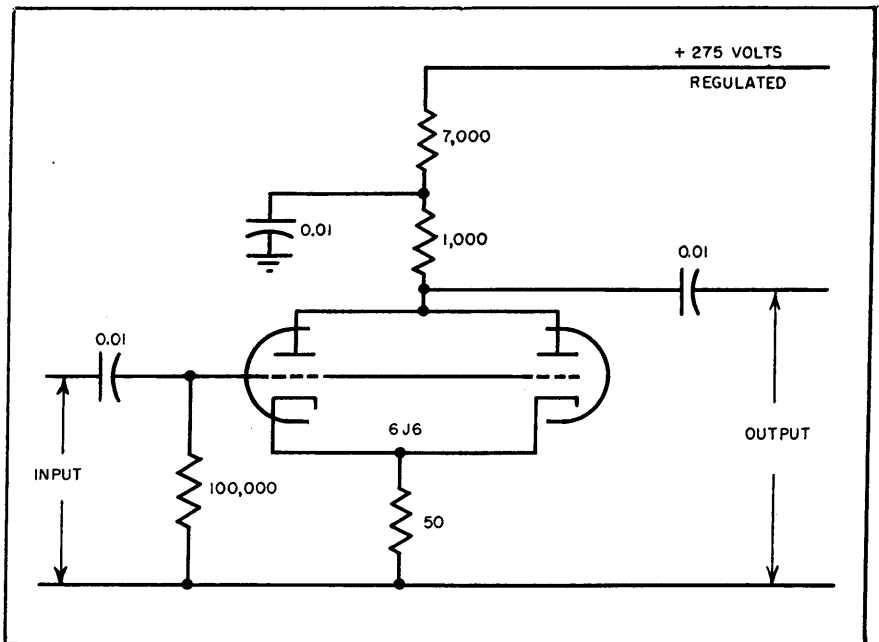 + 275 VOLTS
REGULATED
7,000
0.01
1,000
0.01
0.01
6J6
OUTPUT
INPUT
100,000
50